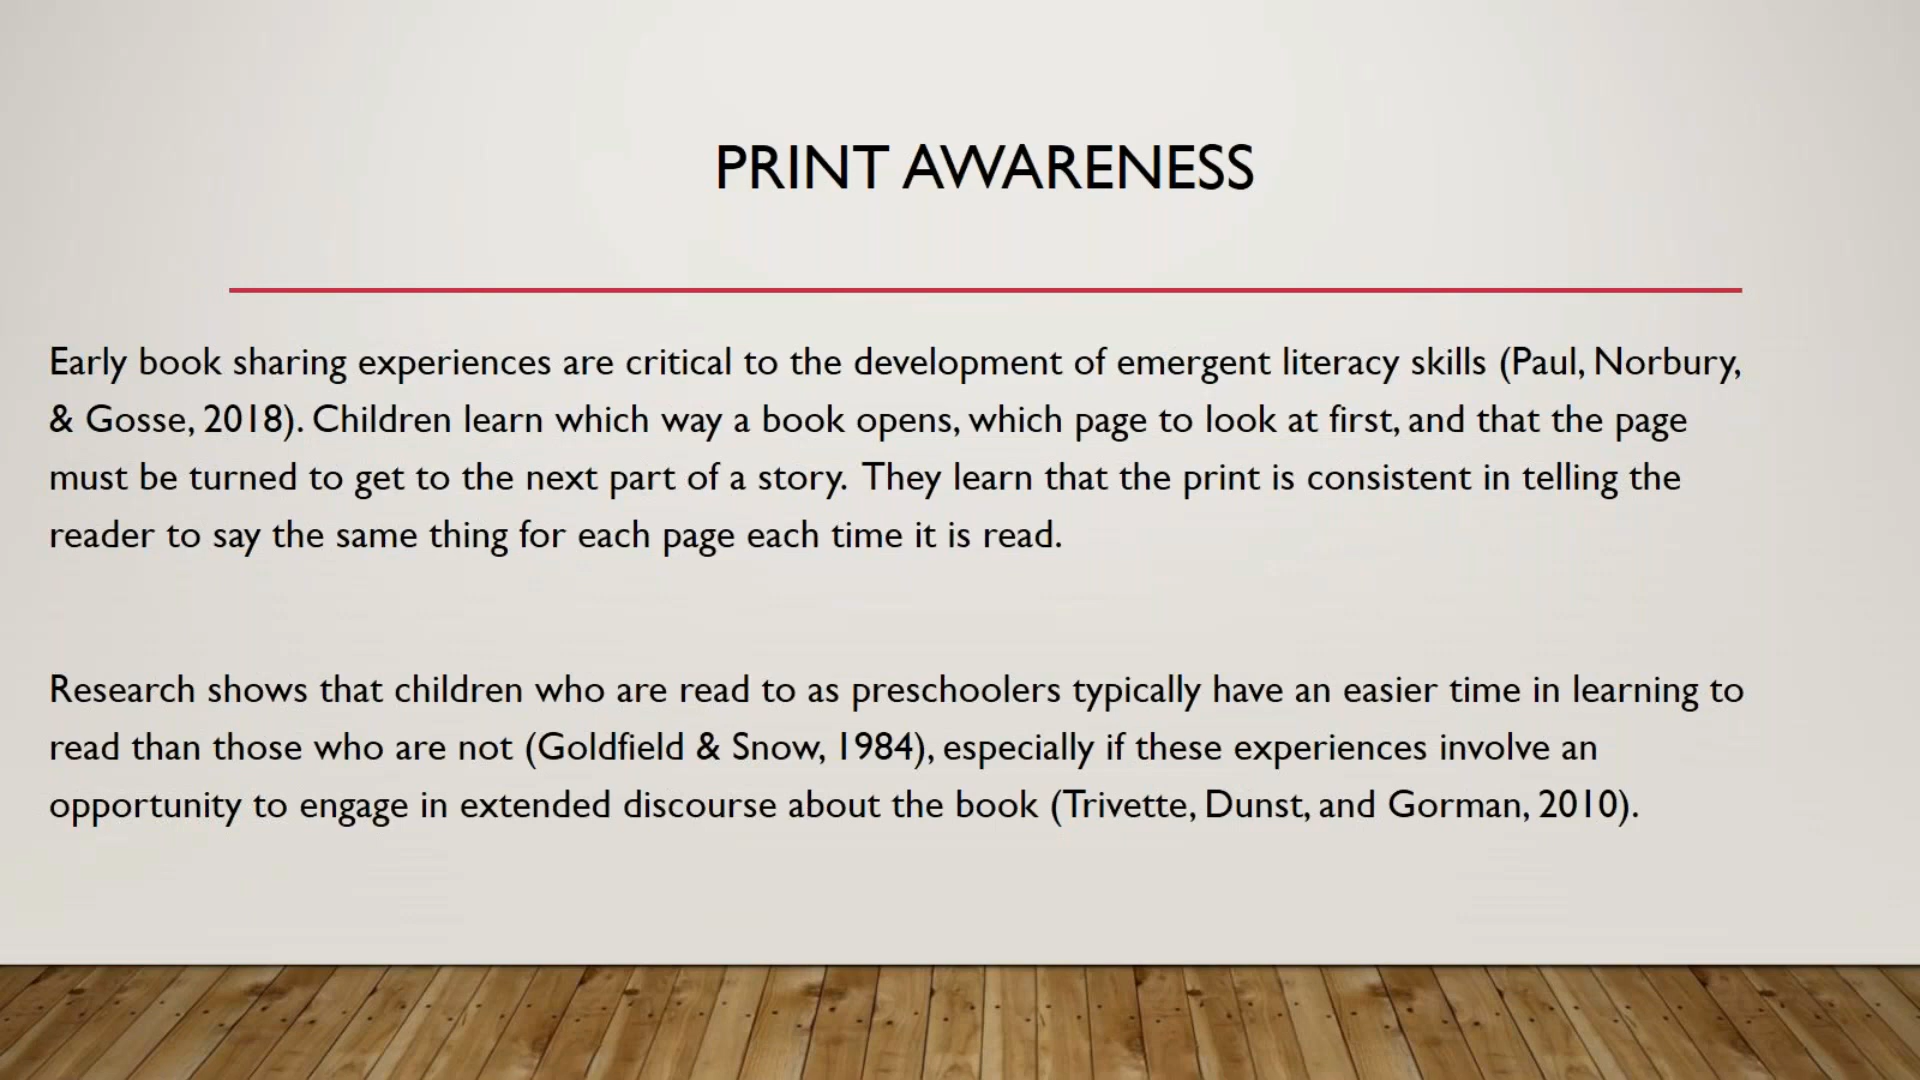 PRINT AWARENESS
Early book sharing experiences are critical to the development of emergent literacy skills (Paul, Norbury,
& Gosse, 2018). Children learn which way a book opens, which page to look at first, and that the page
must be turned to get to the next part of a story. They learn that the print is consistent in telling the
reader to say the same thing for each page each time it is read.
Research shows that children who are read to as preschoolers typically have an easier time in learning to
read than those who are not (Goldfield & Snow, 1984), especially if these experiences involve an
opportunity to engage in extended discourse about the book (Trivette, Dunst, and Gorman, 2010).